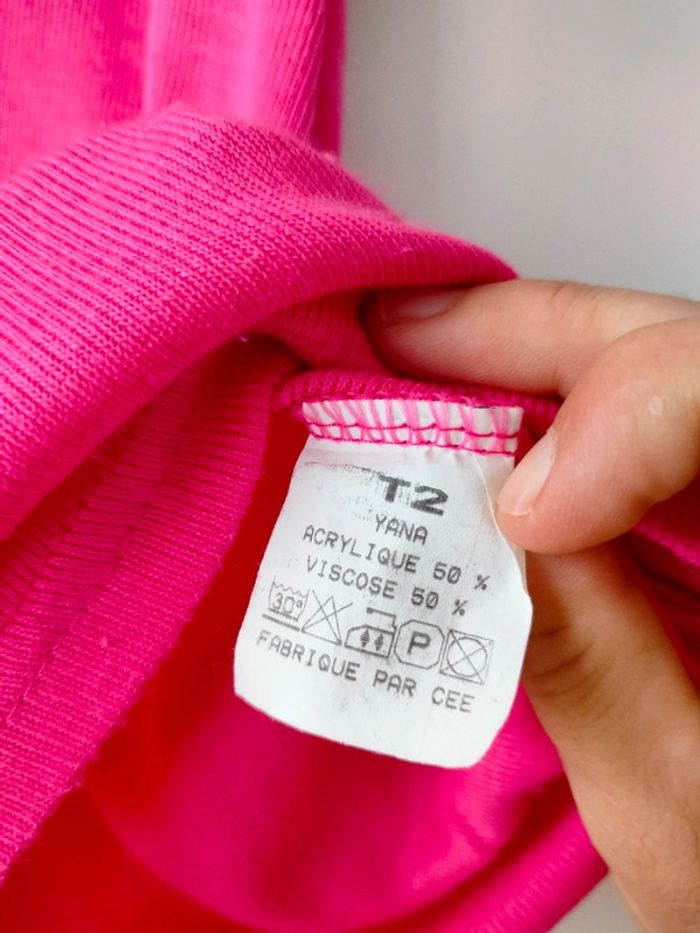 T2
YANA
ACRYLIQUE 50 %
VISCOSE 50 %
30° P
FABRIQUE PAR CEE